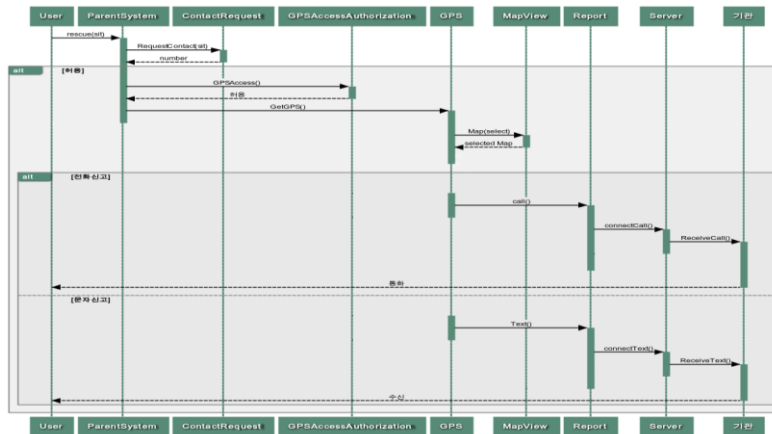 User ParentSystem ContactRequest GPSAccessAuthorization GPS MapView Report Server 기관
rescue(sit)
RequestContact(sit)
number
alt [허용]
GPSAccess()
허용
GetGPS()
Map(select)
selected Map
alt [전화신고]
call()
connectCall()
ReceiveCall()
통화
[문자신고]
Text()
connectText()
ReceiveText()
수신
User ParentSystem ContactRequest GPSAccessAuthorization GPS MapView Report Server 기관